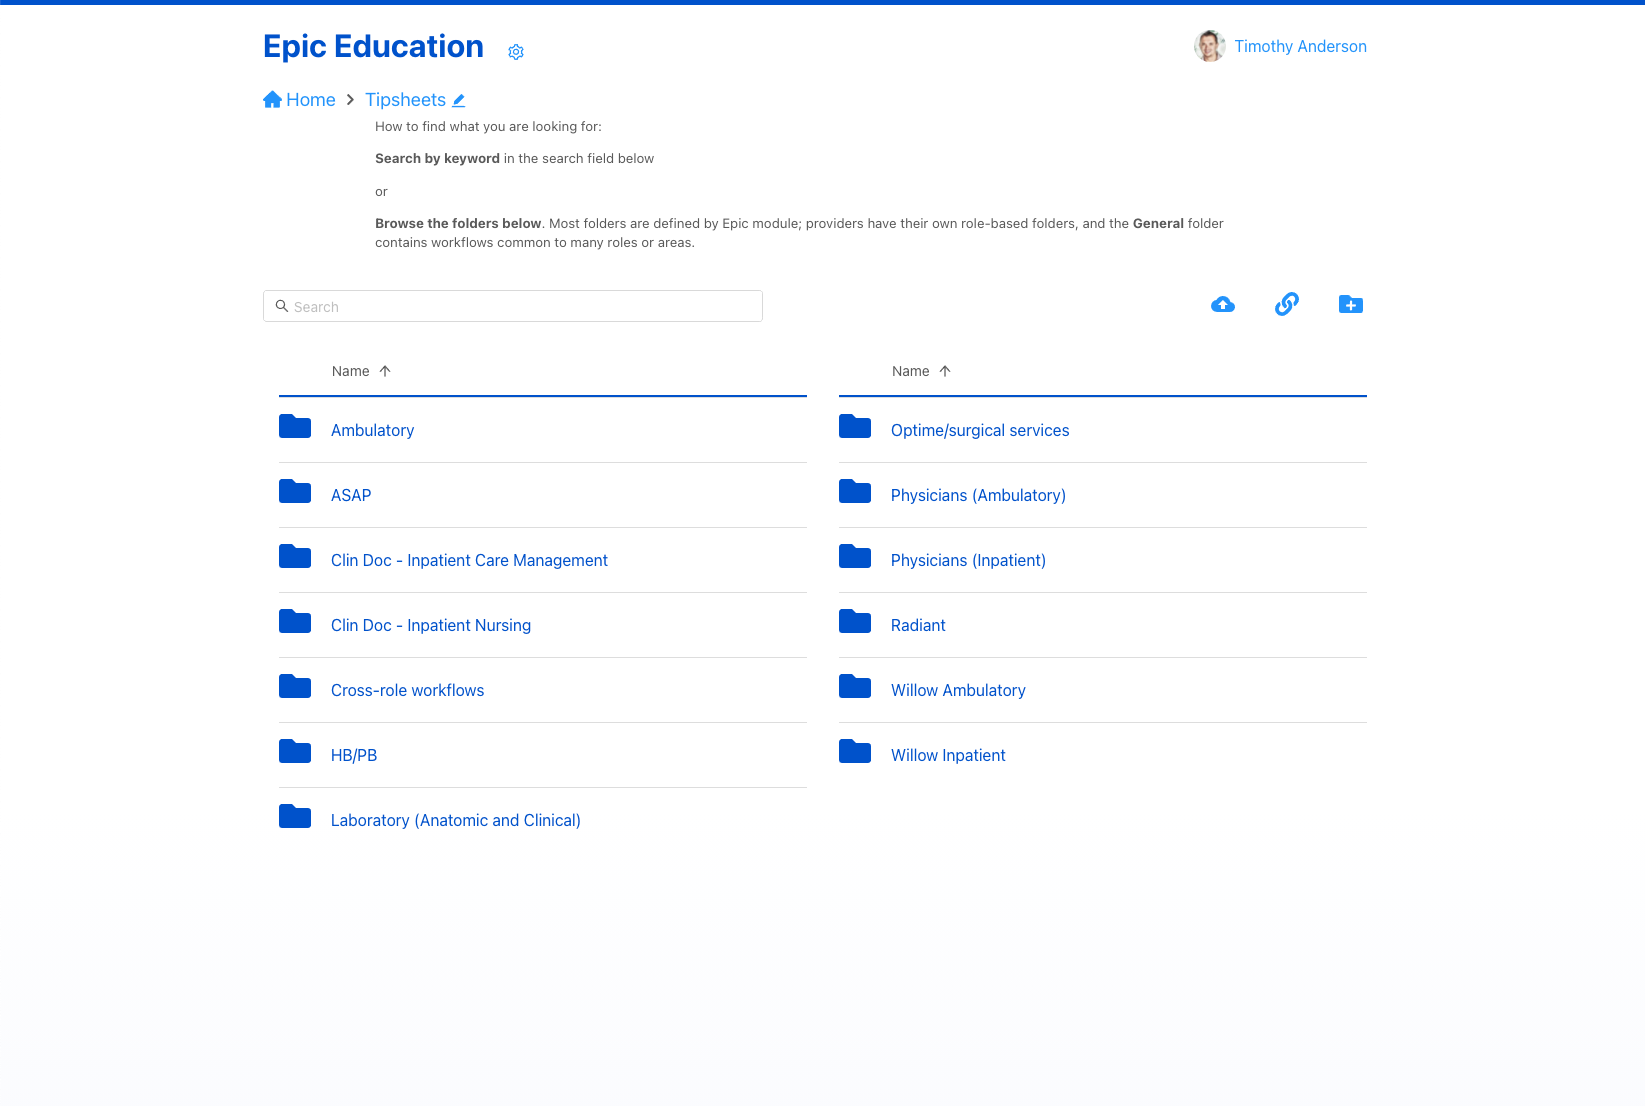 Epic Education
Timothy Anderson
Home > Tipsheets
How to find what you are looking for:
Search by keyword in the search field below
or
Browse the folders below. Most folders are defined by Epic module; providers have their own role-based folders, and the General folder
contains workflows common to many roles or areas.
Search
Name
Ambulatory
ASAP
Clin Doc - Inpatient Care Management
Clin Doc - Inpatient Nursing
Cross-role workflows
HB/PB
Laboratory (Anatomic and Clinical)
Name
Optime/surgical services
Physicians (Ambulatory)
Physicians (Inpatient)
Radiant
Willow Ambulatory
Willow Inpatient